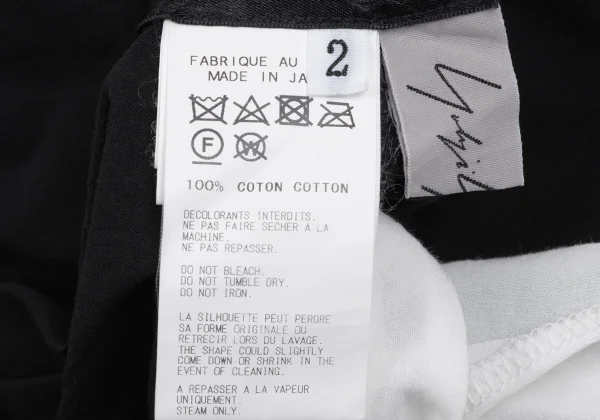 FABRIQUE AU
MADE IN JA
2
F
W
100% COTON COTTON
DECOLORANTS INTERDITS.
NE PAS FAIRE SECHER A LA
MACHINE.
NE PAS REPASSER.
DO NOT BLEACH.
DO NOT TUMBLE DRY.
DO NOT IRON.
LA SILHOUETTE PEUT PERDRE
SA FORME ORIGINALE OU
RETRECIR LORS DU LAVAGE.
THE SHAPE COULD SLIGHTLY
COME DOWN OR SHRINK IN THE
EVENT OF CLEANING.
A REPASSER A LA VAPEUR
UNIQUEMENT.
STEAM ONLY.